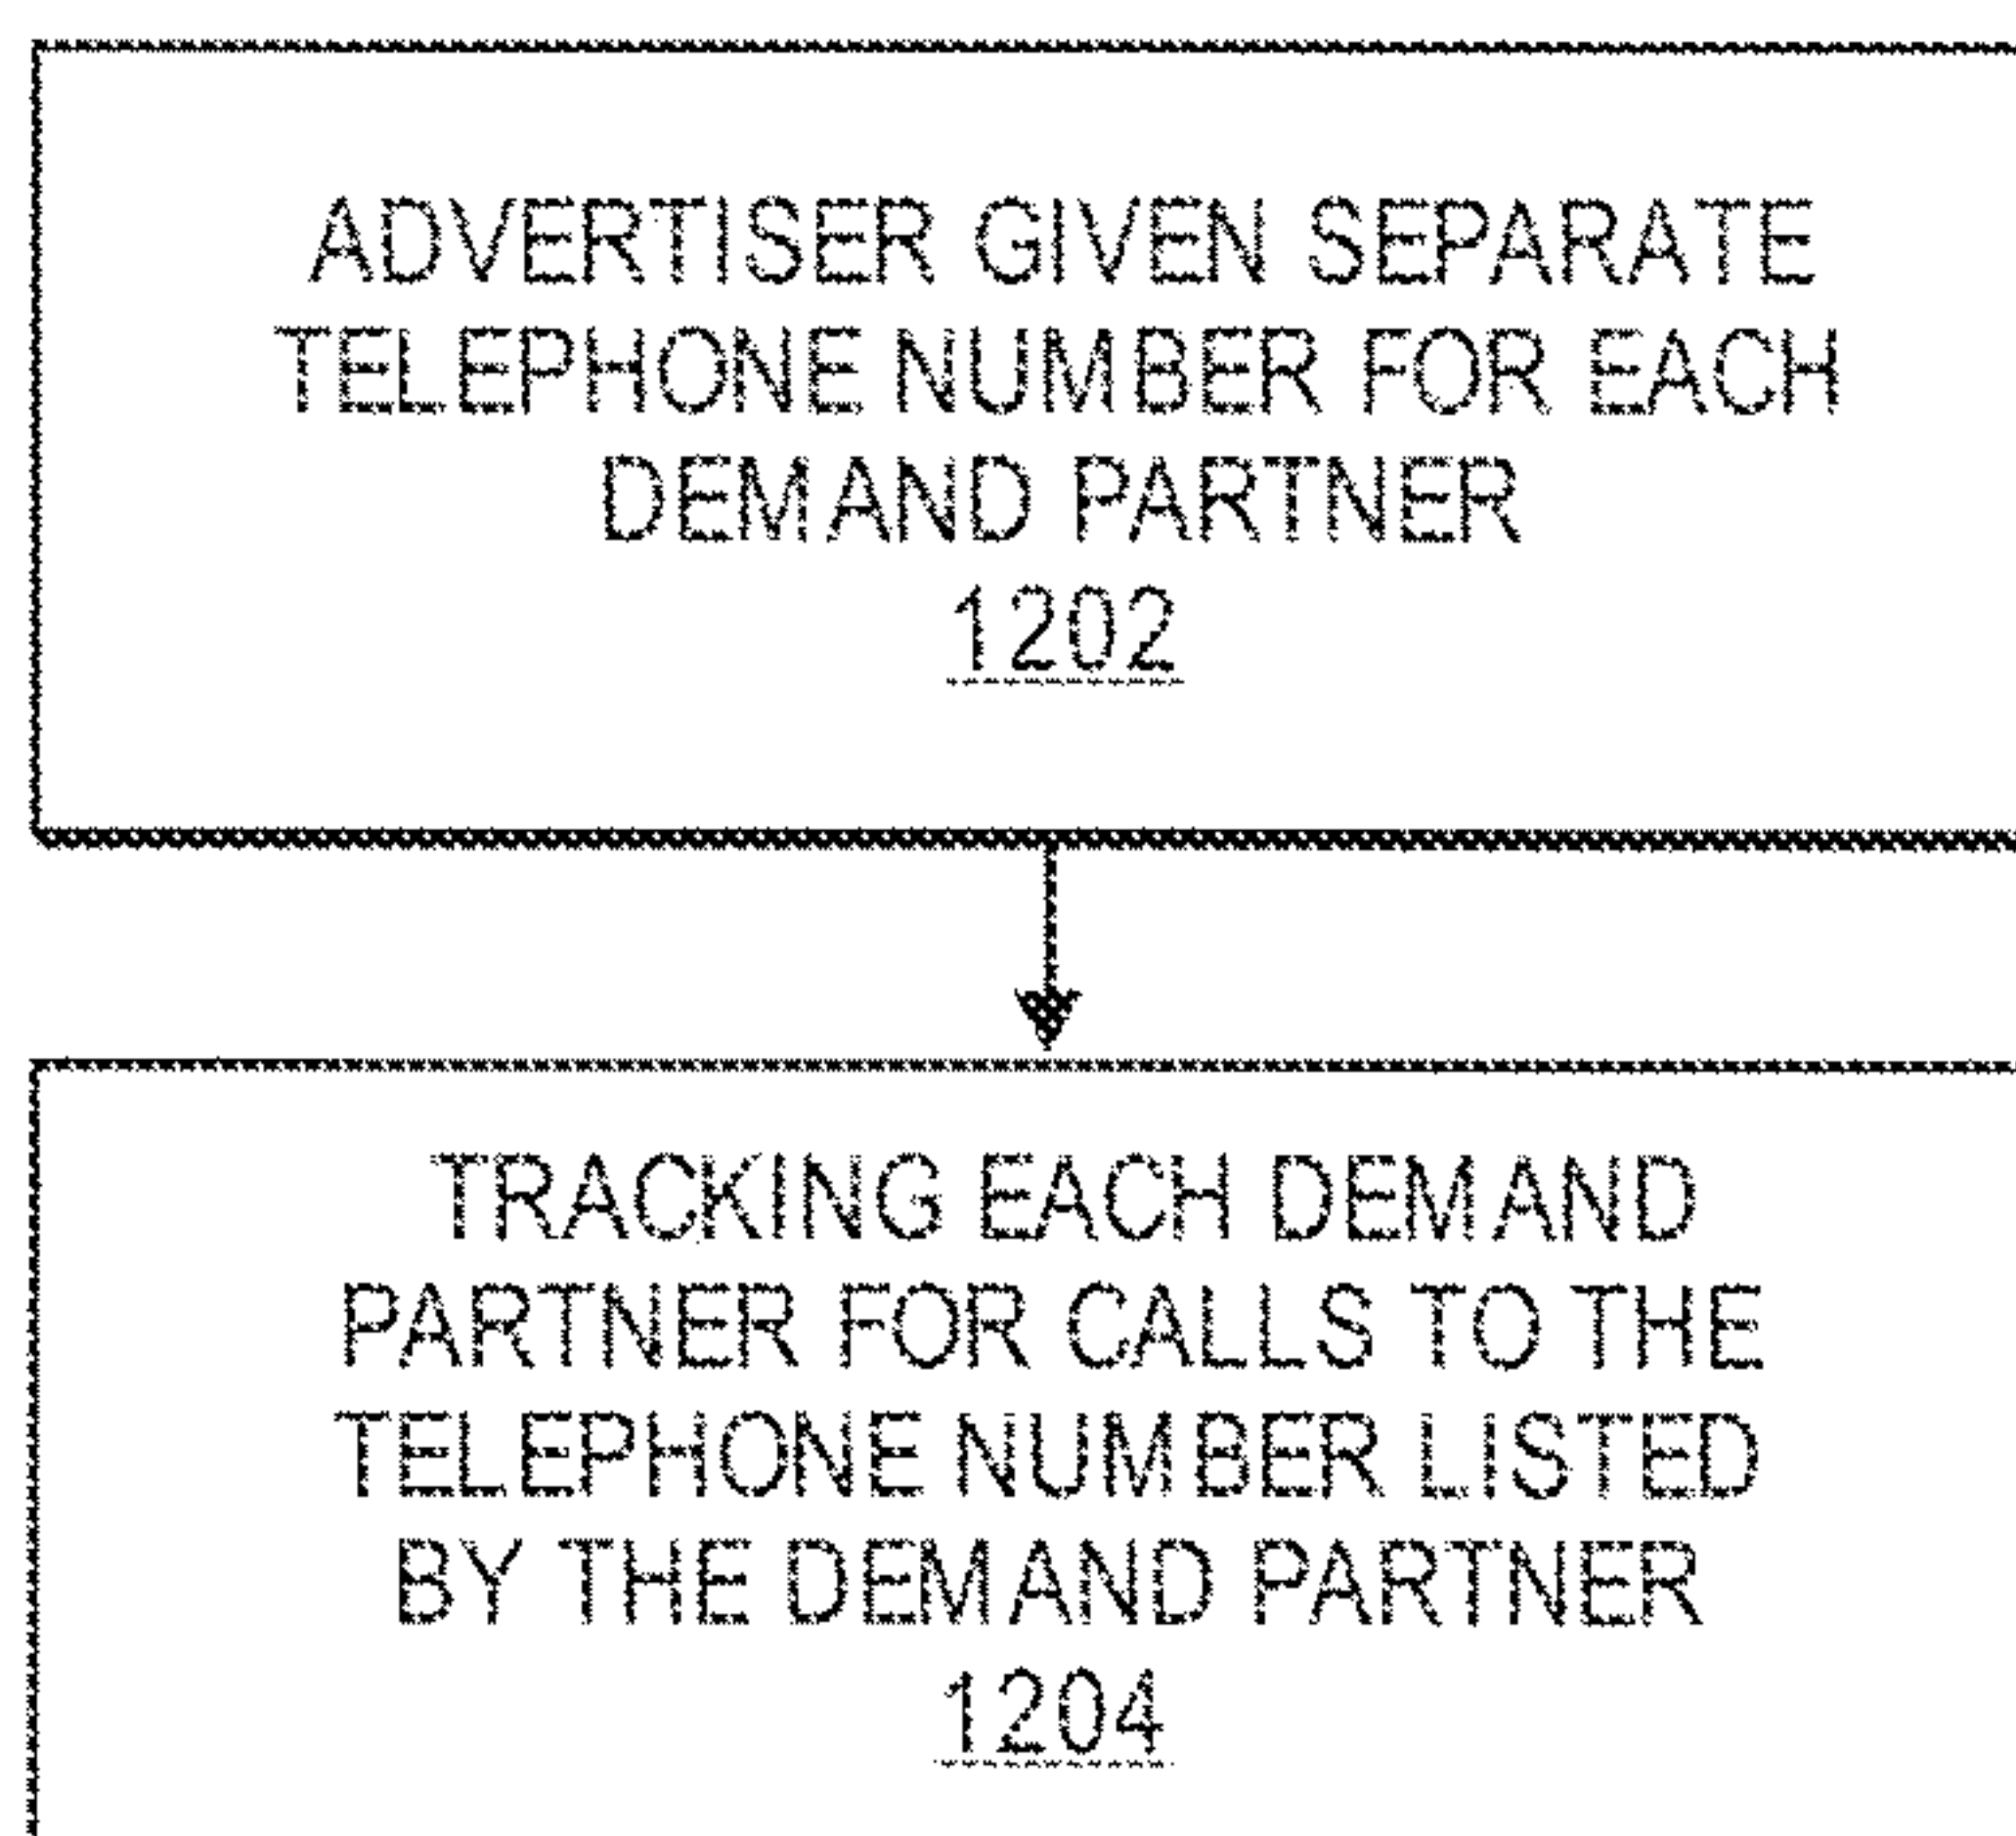 ADVERTISER GIVEN SEPARATE
TELEPHONE NUMBER FOR EACH
DEMAND PARTNER
1202
TRACKING EACH DEMAND
PARTNER FOR CALLS TO THE
TELEPHONE NUMBER LISTED
BY THE DEMAND PARTNER
1204